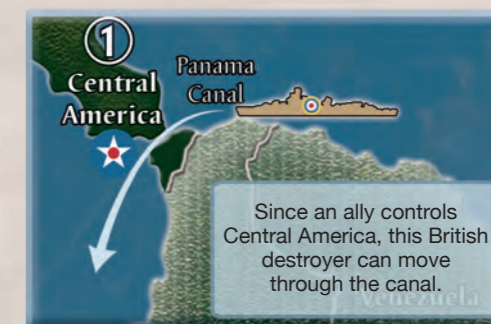 ①
Central
America
Panama
Canal
Since an ally controls
Central America, this British
destroyer can move
through the canal.
Venezuela